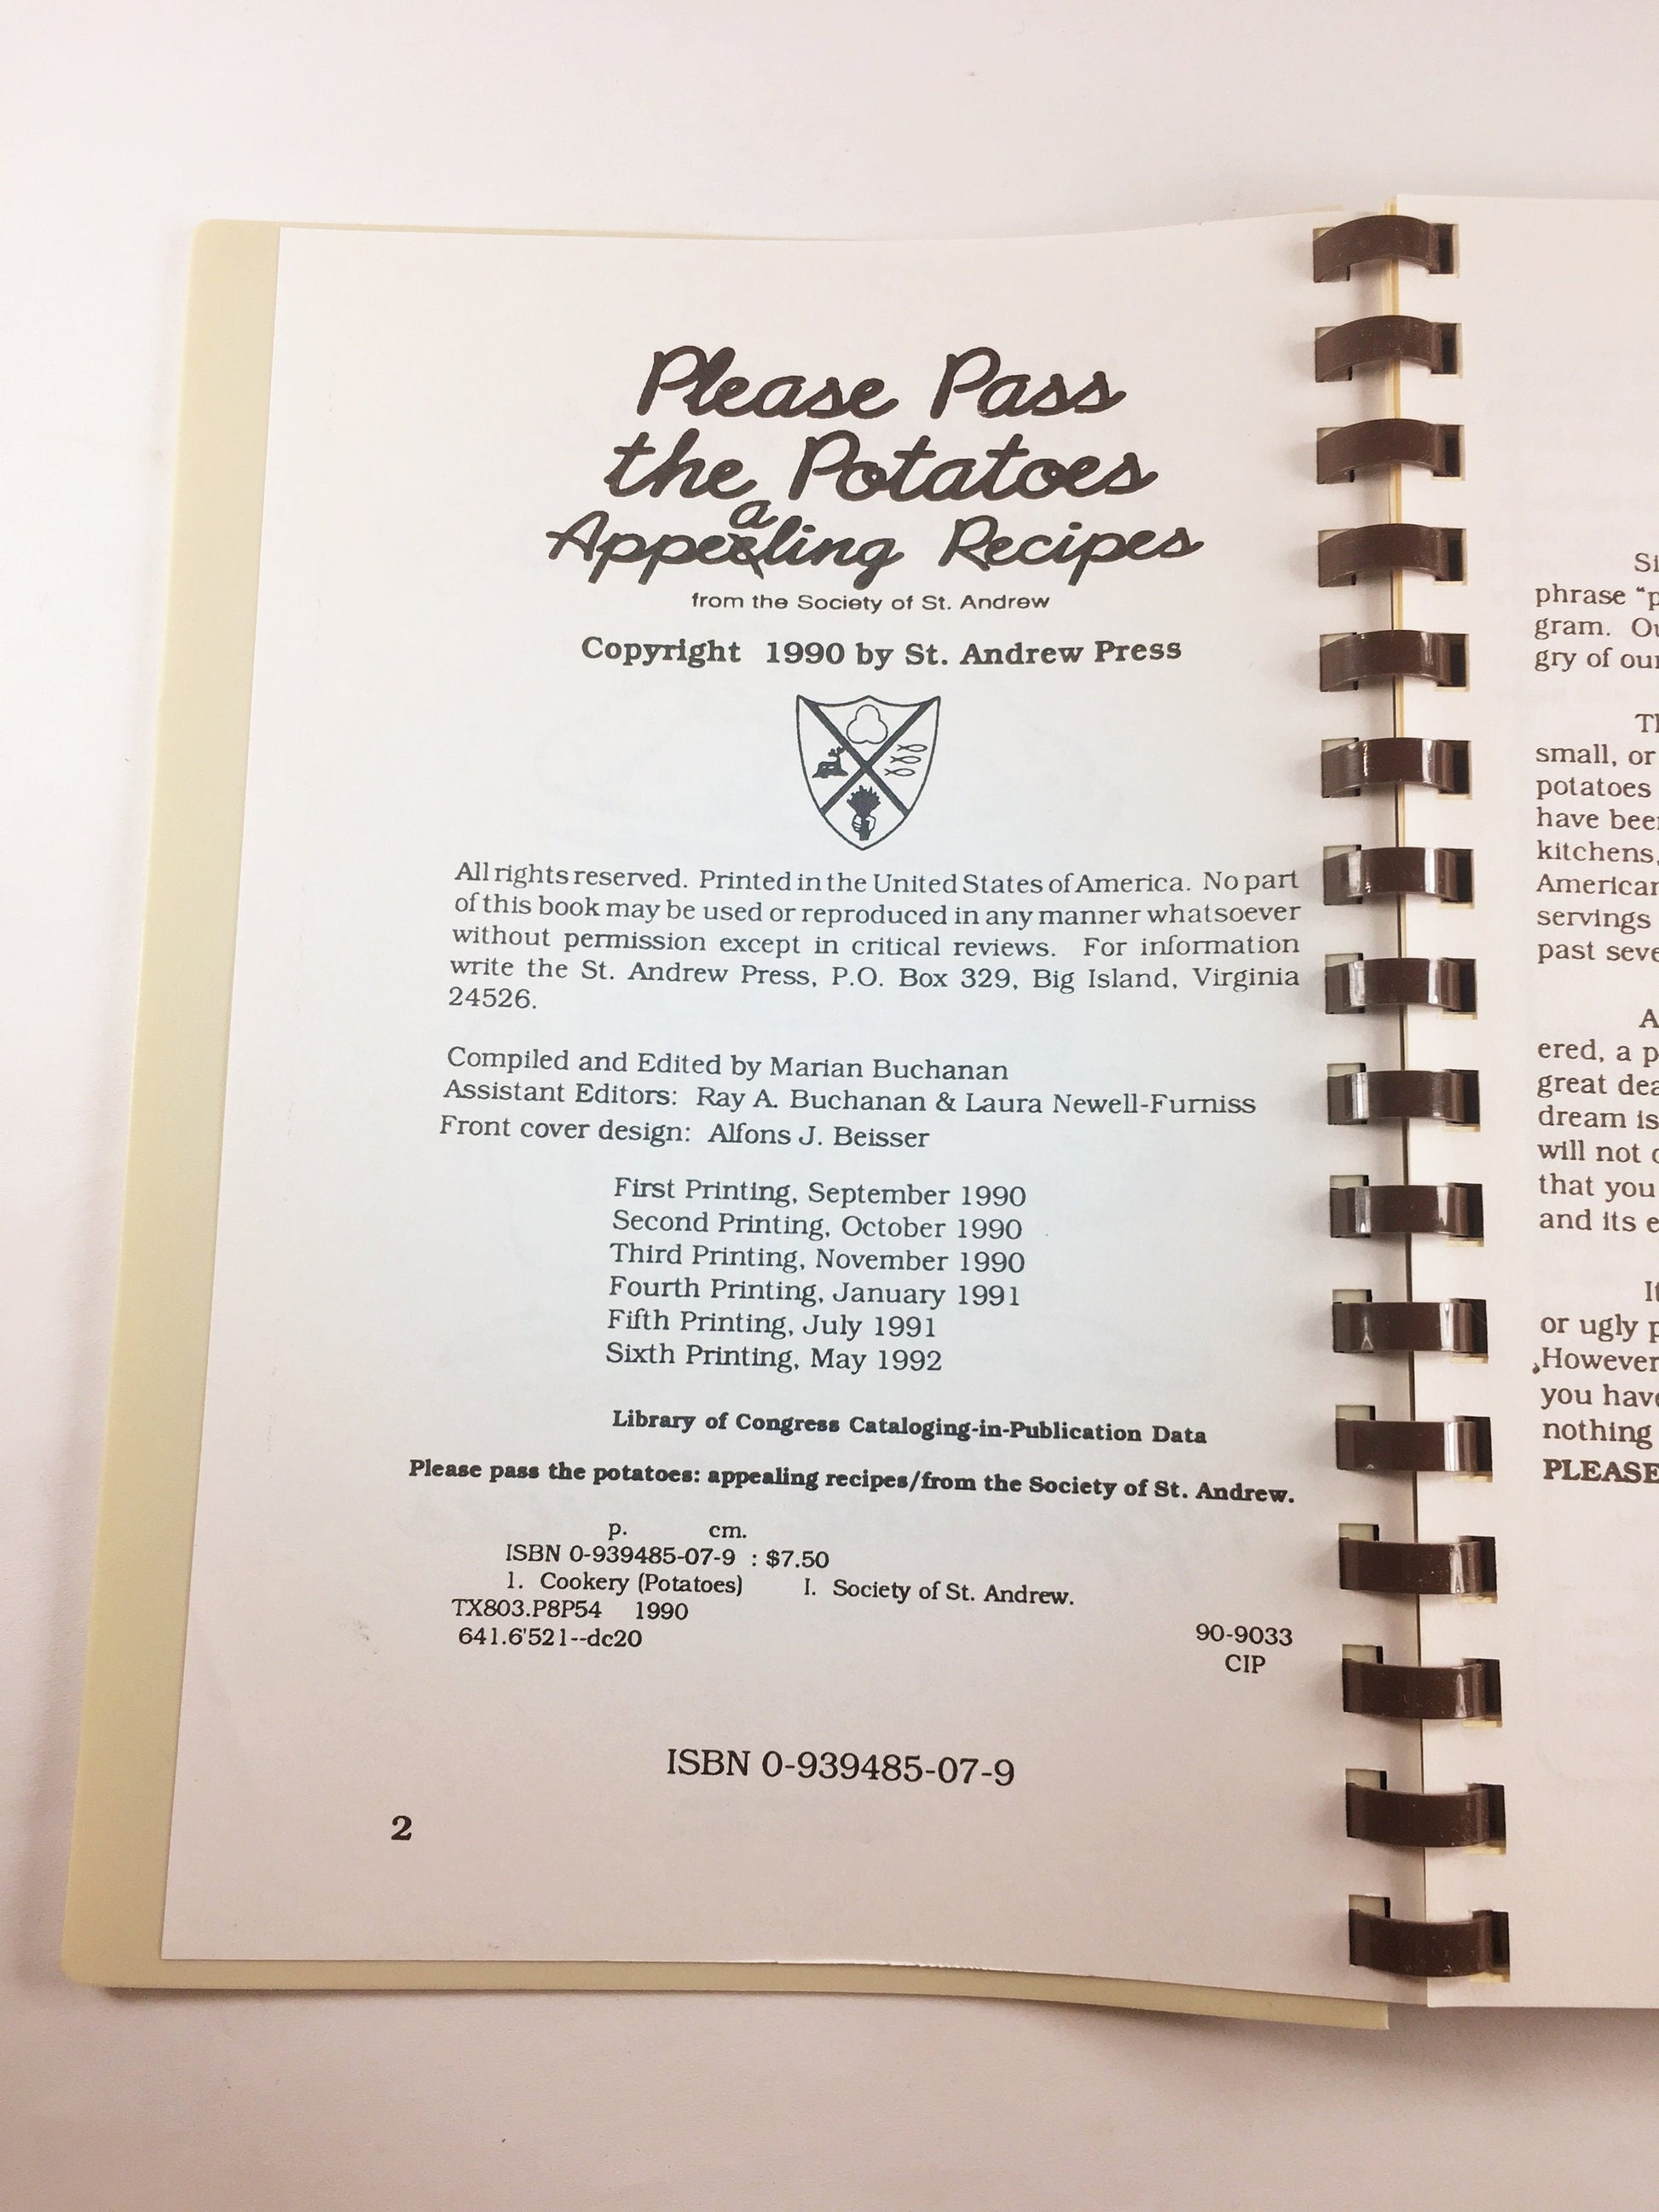 Please Pass
the Potatoes
a
Appeeling Recipes
from the Society of St. Andrew
Copyright 1990 by St. Andrew Press
All rights reserved. Printed in the United States of America. No part
of this book may be used or reproduced in any manner whatsoever
without permission except in critical reviews. For information
write the St. Andrew Press, P.O. Box 329, Big Island, Virginia
24526.
Compiled and Edited by Marian Buchanan
Assistant Editors: Ray A. Buchanan & Laura Newell-Furniss
Front cover design: Alfons J. Beisser
First Printing, September 1990
Second Printing, October 1990
Third Printing, November 1990
Fourth Printing, January 1991
Fifth Printing, July 1991
Sixth Printing, May 1992
Library of Congress Cataloging-in-Publication Data
Please pass the potatoes: appealing recipes/from the Society of St. Andrew.
p. cm.
ISBN 0-939485-07-9 : $7.50
1. Cookery (Potatoes) I. Society of St. Andrew.
TX803.P8P54 1990
641.6'521--dc20
90-9033
CIP
ISBN 0-939485-07-9
2
phrase
gram.
gry of
small, or
potatoes
kitchens,
servings
past
ered, a
great
dream is
will not
that you
and its
or ugly
However
you
nothing
PLEASE